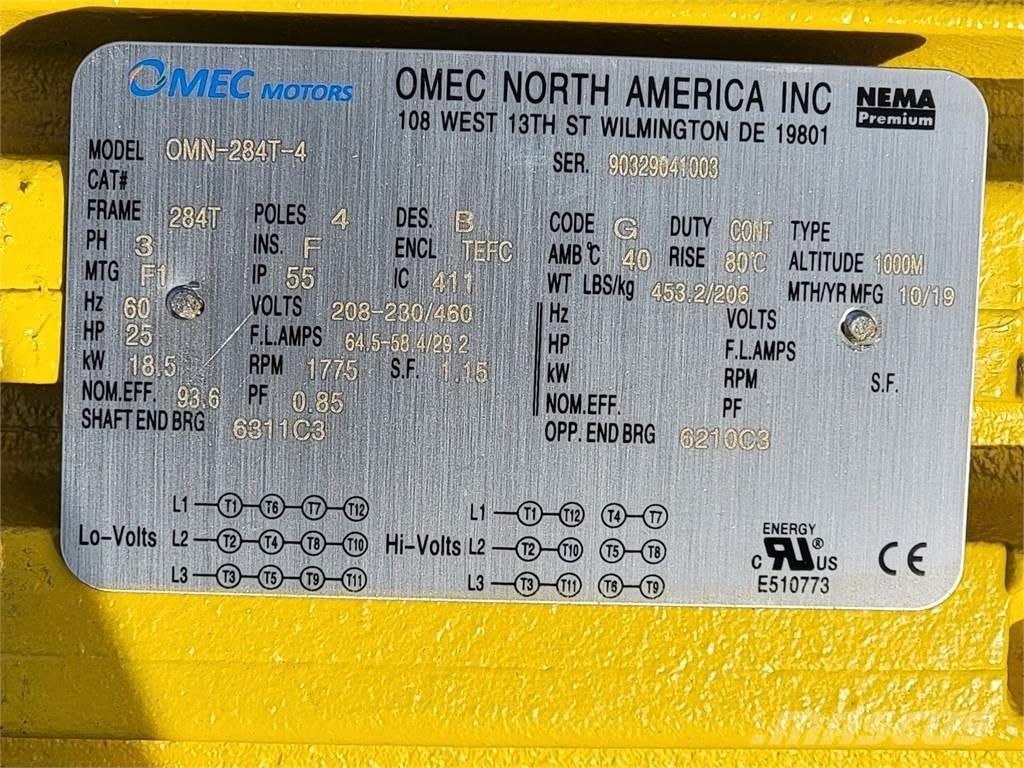 OMEC MOTORS
OMEC NORTH AMERICA INC
108 WEST 13TH ST WILMINGTON DE 19801
NEMA
Premium
MODEL OMN-284T-4 SER. 90329041003
CAT#
FRAME 284T POLES 4 DES. B CODE G DUTY CONT TYPE
PH 3 INS. F ENCL TEFC AMB℃ 40 RISE 80℃ ALTITUDE 1000M
MTG F1 IP 55 IC 411 WT LBS/kg 453.2/206 MTH/YR MFG 10/19
Hz 60 VOLTS 208-230/460 Hz VOLTS
HP 25 F.L.AMPS 64.5-58.4/29.2 HP F.L.AMPS
kW 18.5 RPM 1775 S.F. 1.15 kW RPM S.F.
NOM.EFF. 93.6 PF 0.85 NOM.EFF. PF
SHAFT END BRG 6311C3 OPP. END BRG 6210C3
L1 T1 T6 T7 T12 L1 T1 T12 T4 T7
Lo-Volts L2 T2 T4 T8 T10 Hi-Volts L2 T2 T10 T5 T8
L3 T3 T5 T9 T11 L3 T3 T11 T6 T9
ENERGY
C RU ® US
E510773
CE
MASCUS